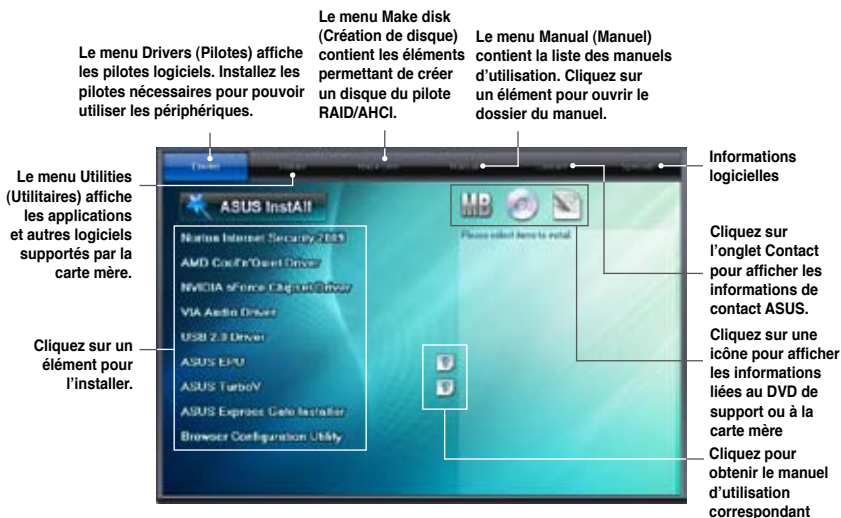 Le menu Drivers (Pilotes) affiche
les pilotes logiciels. Installez les
pilotes nécessaires pour pouvoir
utiliser les périphériques.
Le menu Make disk
(Création de disque)
contient les éléments
permettant de créer
un disque du pilote
RAID/AHCI.
Le menu Manual (Manuel)
contient la liste des manuels
d'utilisation. Cliquez sur
un élément pour ouvrir le
dossier du manuel.
Le menu Utilities
(Utilitaires) affiche
les applications
et autres logiciels
supportés par la
carte mère.
Cliquez sur un
élément pour
l'installer.
Drivers
Special
ASUS InstAll
MB
Norton Internet Security 2009
Please select items to install.
AMD Cool'n'Quiet Driver
NVIDIA nForce Chipset Driver
VIA Audio Driver
USB 2.0 Driver
ASUS EPU
ASUS TurboV
ASUS Express Gate Installer
Browser Configuration Utility
Informations
logicielles
Cliquez sur
l'onglet Contact
pour afficher les
informations de
contact ASUS.
Cliquez sur une
icône pour afficher
les informations
liées au DVD de
support ou à la
carte mère
Cliquez pour
obtenir le manuel
d'utilisation
correspondant